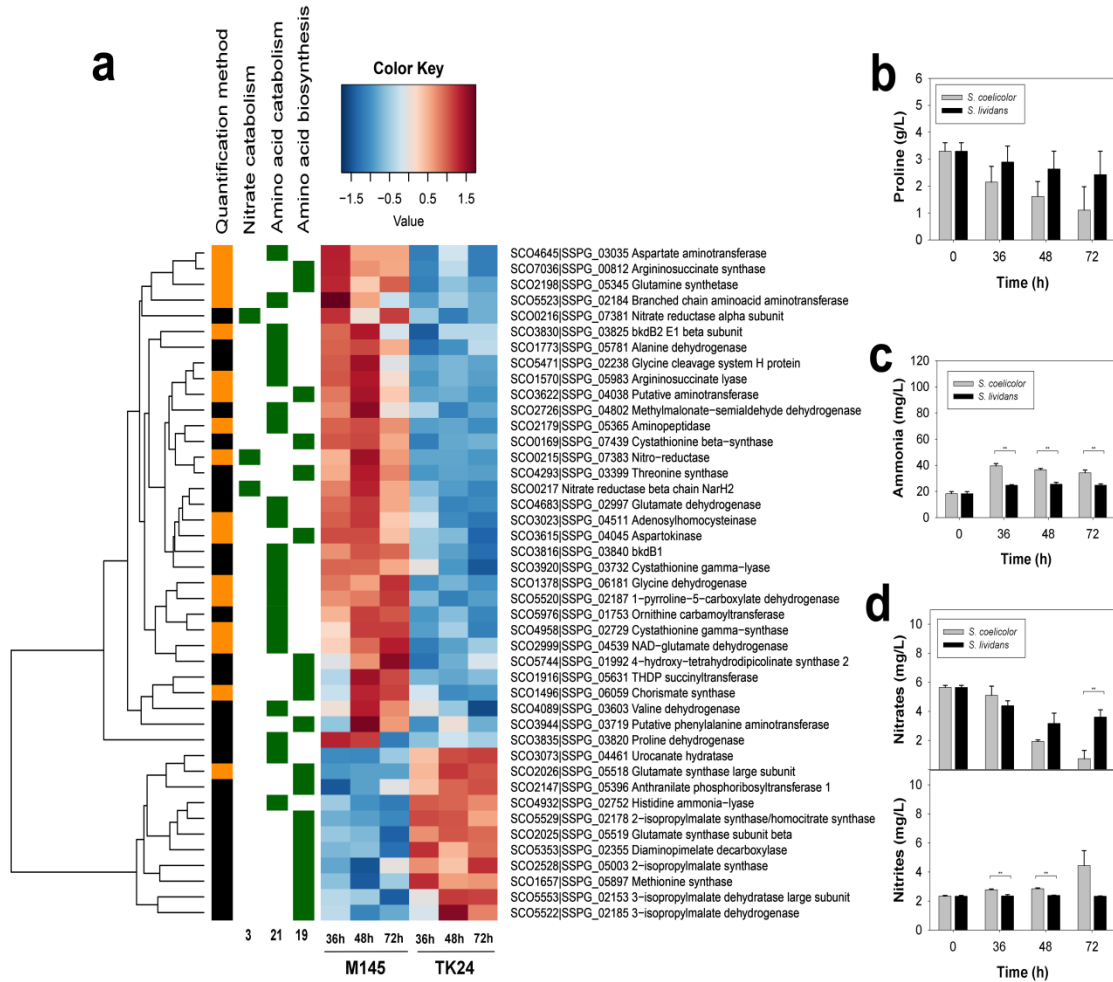 a
Quantification method
Nitrate catabolism
Amino acid catabolism
Amino acid biosynthesis
Color Key
−1.5 −0.5 0.5 1.5
Value
SCO4645|SSPG_03035 Aspartate aminotransferase
SCO7036|SSPG_00812 Argininosuccinate synthase
SCO2198|SSPG_05345 Glutamine synthetase
SCO5523|SSPG_02184 Branched chain aminoacid aminotransferase
SCO0216|SSPG_07381 Nitrate reductase alpha subunit
SCO3830|SSPG_03825 bkdB2 E1 beta subunit
SCO1773|SSPG_05781 Alanine dehydrogenase
SCO5471|SSPG_02238 Glycine cleavage system H protein
SCO1570|SSPG_05983 Argininosuccinate lyase
SCO3622|SSPG_04038 Putative aminotransferase
SCO2726|SSPG_04802 Methylmalonate−semialdehyde dehydrogenase
SCO2179|SSPG_05365 Aminopeptidase
SCO0169|SSPG_07439 Cystathionine beta−synthase
SCO0215|SSPG_07383 Nitro−reductase
SCO4293|SSPG_03399 Threonine synthase
SCO0217 Nitrate reductase beta chain NarH2
SCO4683|SSPG_02997 Glutamate dehydrogenase
SCO3023|SSPG_04511 Adenosylhomocysteinase
SCO3615|SSPG_04045 Aspartokinase
SCO3816|SSPG_03840 bkdB1
SCO3920|SSPG_03732 Cystathionine gamma−lyase
SCO1378|SSPG_06181 Glycine dehydrogenase
SCO5520|SSPG_02187 1−pyrroline−5−carboxylate dehydrogenase
SCO5976|SSPG_01753 Ornithine carbamoyltransferase
SCO4958|SSPG_02729 Cystathionine gamma−synthase
SCO2999|SSPG_04539 NAD−glutamate dehydrogenase
SCO5744|SSPG_01992 4−hydroxy−tetrahydrodipicolinate synthase 2
SCO1916|SSPG_05631 THDP succinyltransferase
SCO1496|SSPG_06059 Chorismate synthase
SCO4089|SSPG_03603 Valine dehydrogenase
SCO3944|SSPG_03719 Putative phenylalanine aminotransferase
SCO3835|SSPG_03820 Proline dehydrogenase
SCO3073|SSPG_04461 Urocanate hydratase
SCO2026|SSPG_05518 Glutamate synthase large subunit
SCO2147|SSPG_05396 Anthranilate phosphoribosyltransferase 1
SCO4932|SSPG_02752 Histidine ammonia−lyase
SCO5529|SSPG_02178 2−isopropylmalate synthase/homocitrate synthase
SCO2025|SSPG_05519 Glutamate synthase subunit beta
SCO5353|SSPG_02355 Diaminopimelate decarboxylase
SCO2528|SSPG_05003 2−isopropylmalate synthase
SCO1657|SSPG_05897 Methionine synthase
SCO5553|SSPG_02153 3−isopropylmalate dehydratase large subunit
SCO5522|SSPG_02185 3−isopropylmalate dehydrogenase
3 21 19 36h 48h 72h 36h 48h 72h
M145 TK24
b
Proline (g/L)
6
5
4
3
2
1
0
S. coelicolor
S. lividans
0 36 48 72
Time (h)
c
Ammonia (mg/L)
120
100
80
60
40
20
0
S. coelicolor
S. lividans
** ** **
0 36 48 72
Time (h)
d
Nitrates (mg/L)
10
8
6
4
2
S. coelicolor
S. lividans
**
Nitrites (mg/L)
10
8
6
4
2
0
** **
0 36 48 72
Time (h)